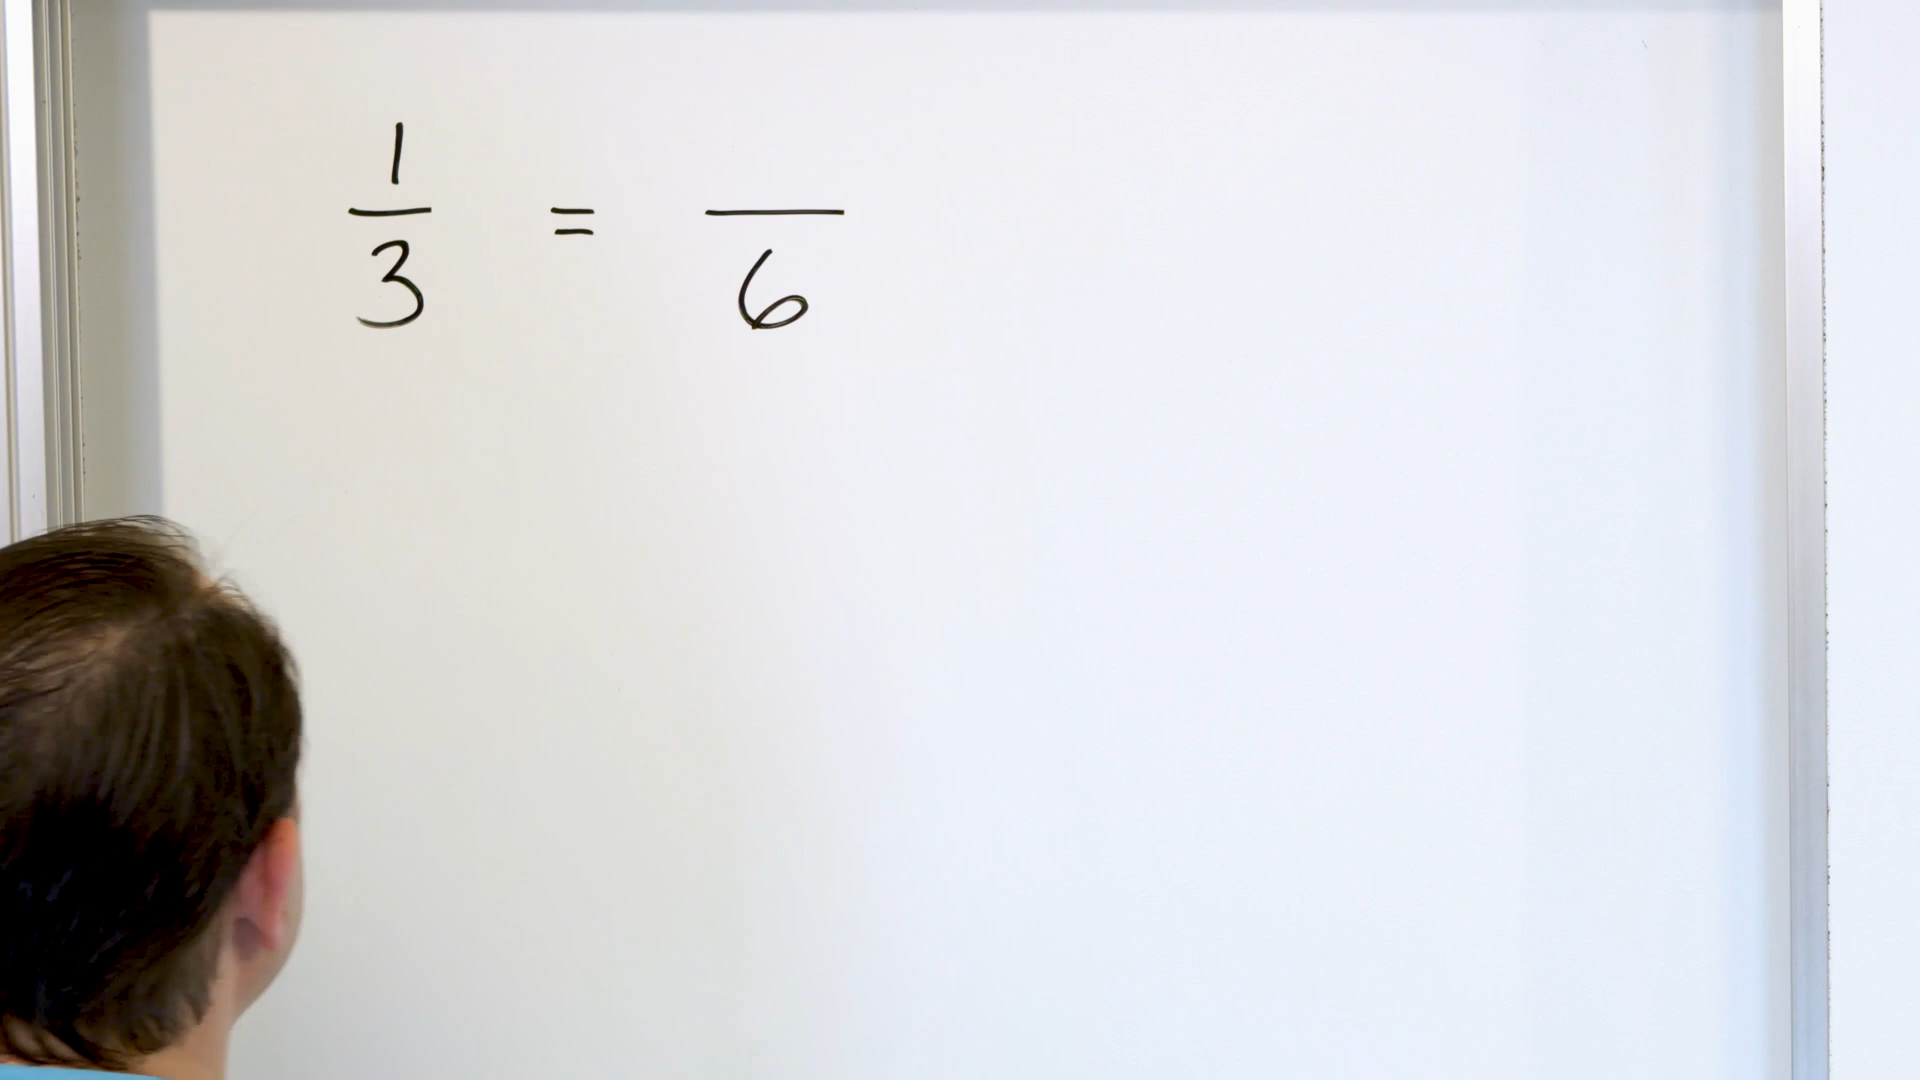 1/3 = /6